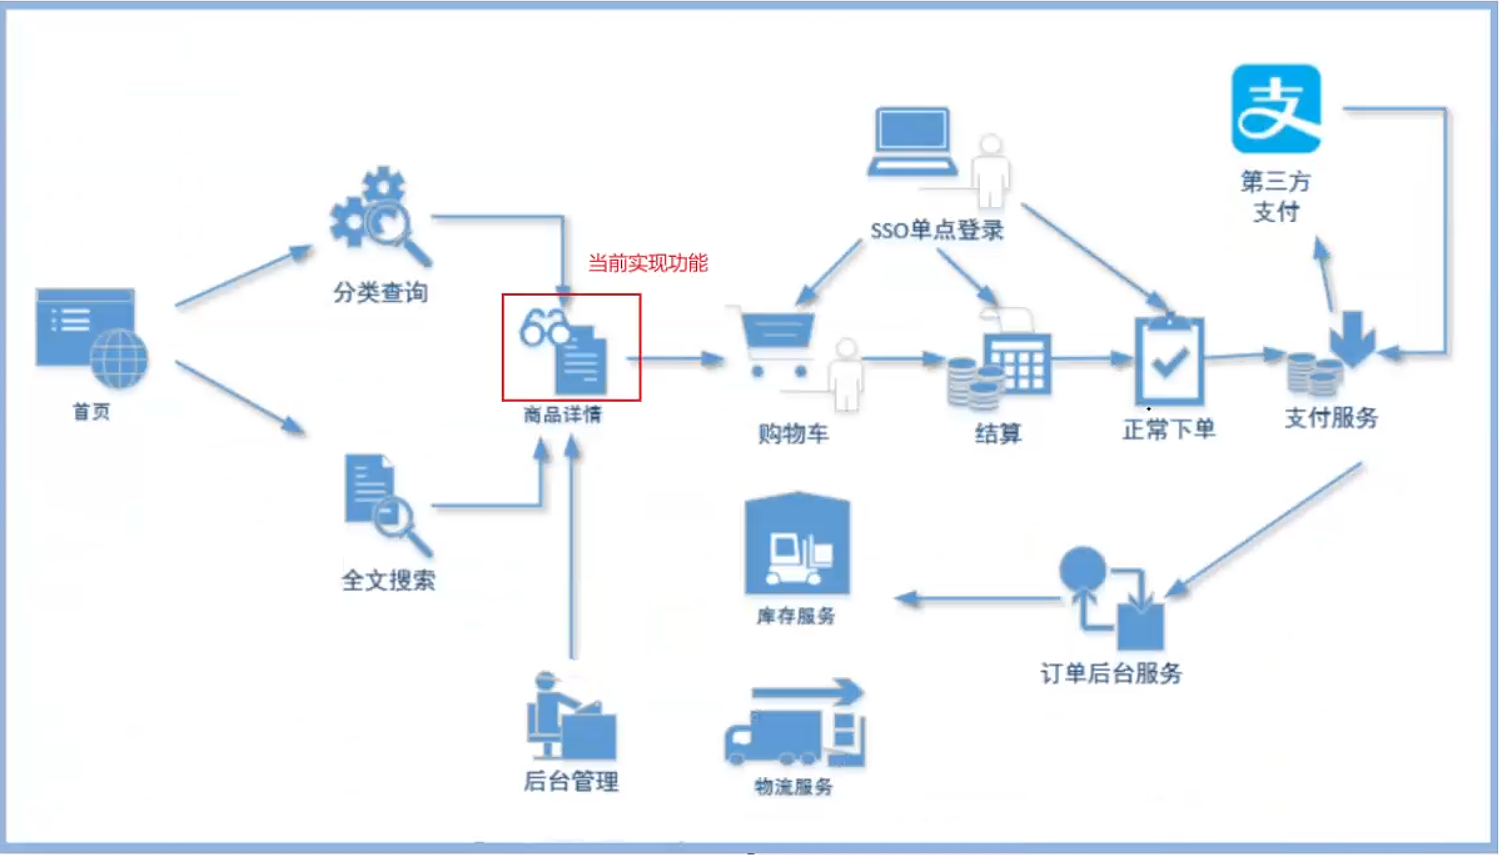 支
第三方
支付
SSO单点登录
当前实现功能
分类查询
首页
商品详情
购物车
结算
正常下单
支付服务
全文搜索
库存服务
订单后台服务
后台管理
物流服务